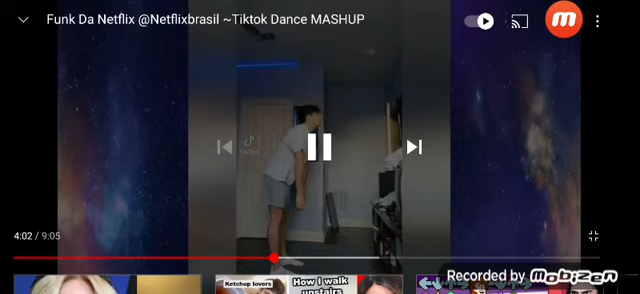 Funk Da Netflix @Netflixbrasil ~Tiktok Dance MASHUP
4:02 / 9:05
Recorded by mobizen
Ketchup lovers
How I walk
upstairs